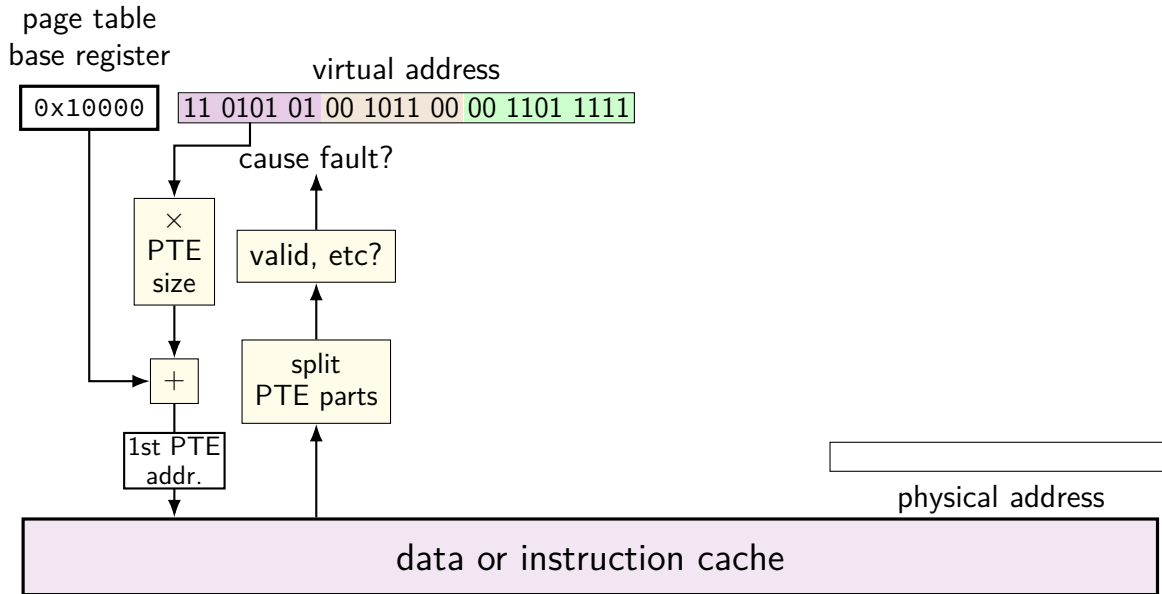 page table
base register
virtual address
0x10000
11 0101 01 00 1011 00 00 1101 1111
cause fault?
×
PTE
size
valid, etc?
split
PTE parts
+
1st PTE
addr.
physical address
data or instruction cache